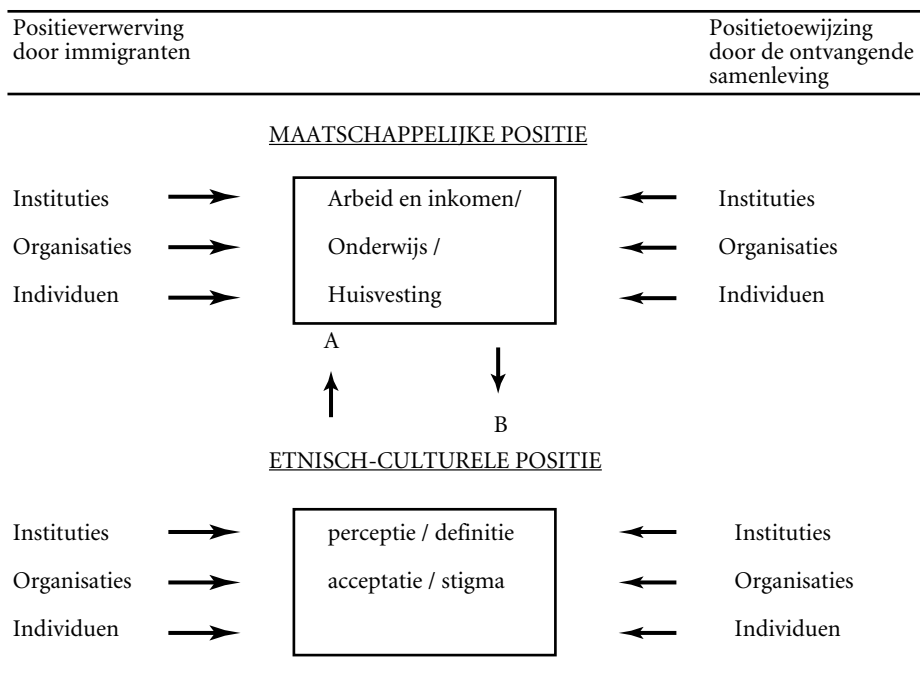 Positieverwerving
door immigranten
Positietoewijzing
door de ontvangende
samenleving
MAATSCHAPPELIJKE POSITIE
Instituties
Arbeid en inkomen/
Instituties
Organisaties
Onderwijs /
Organisaties
Individuen
Huisvesting
Individuen
A
B
ETNISCH-CULTURELE POSITIE
Instituties
perceptie / definitie
Instituties
Organisaties
acceptatie / stigma
Organisaties
Individuen
Individuen